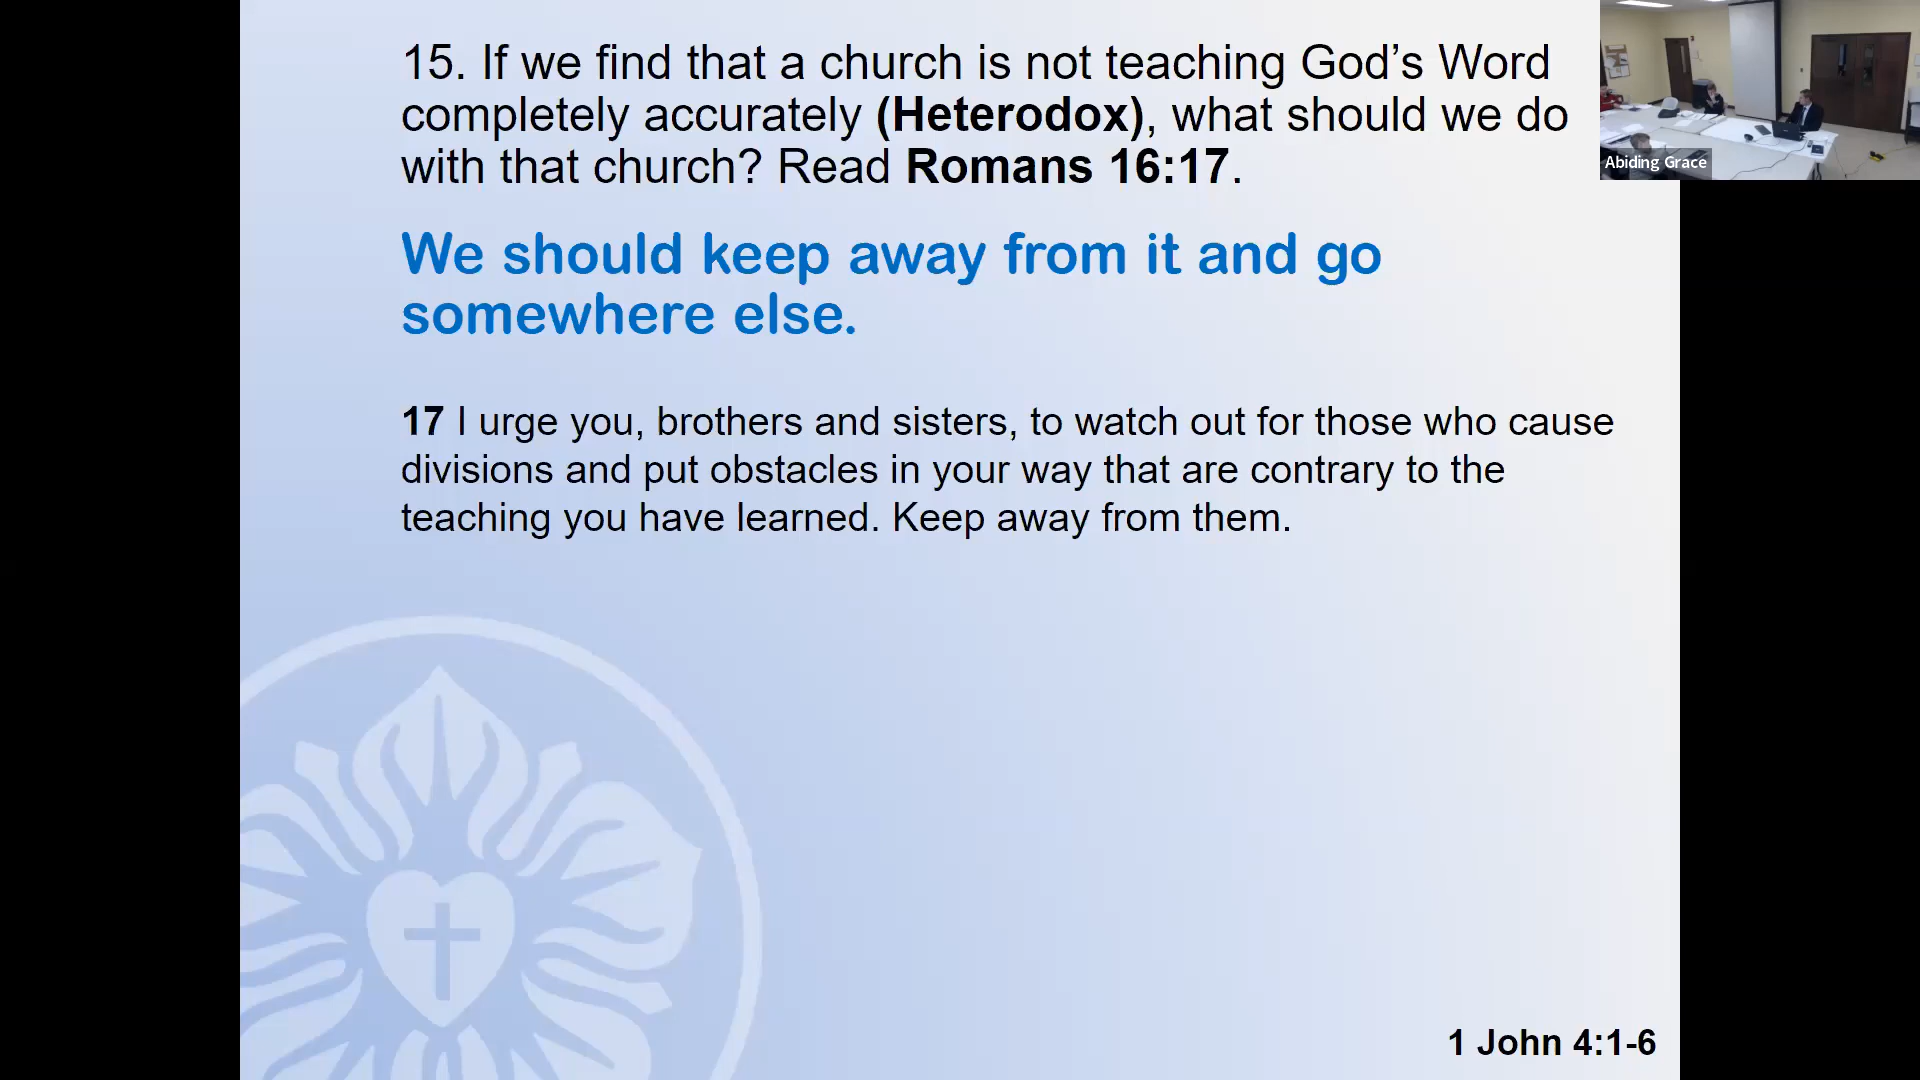 15. If we find that a church is not teaching God’s Word
completely accurately (Heterodox), what should we do
with that church? Read Romans 16:17.
We should keep away from it and go
somewhere else.
17 I urge you, brothers and sisters, to watch out for those who cause
divisions and put obstacles in your way that are contrary to the
teaching you have learned. Keep away from them.
1 John 4:1-6
Abiding Grace